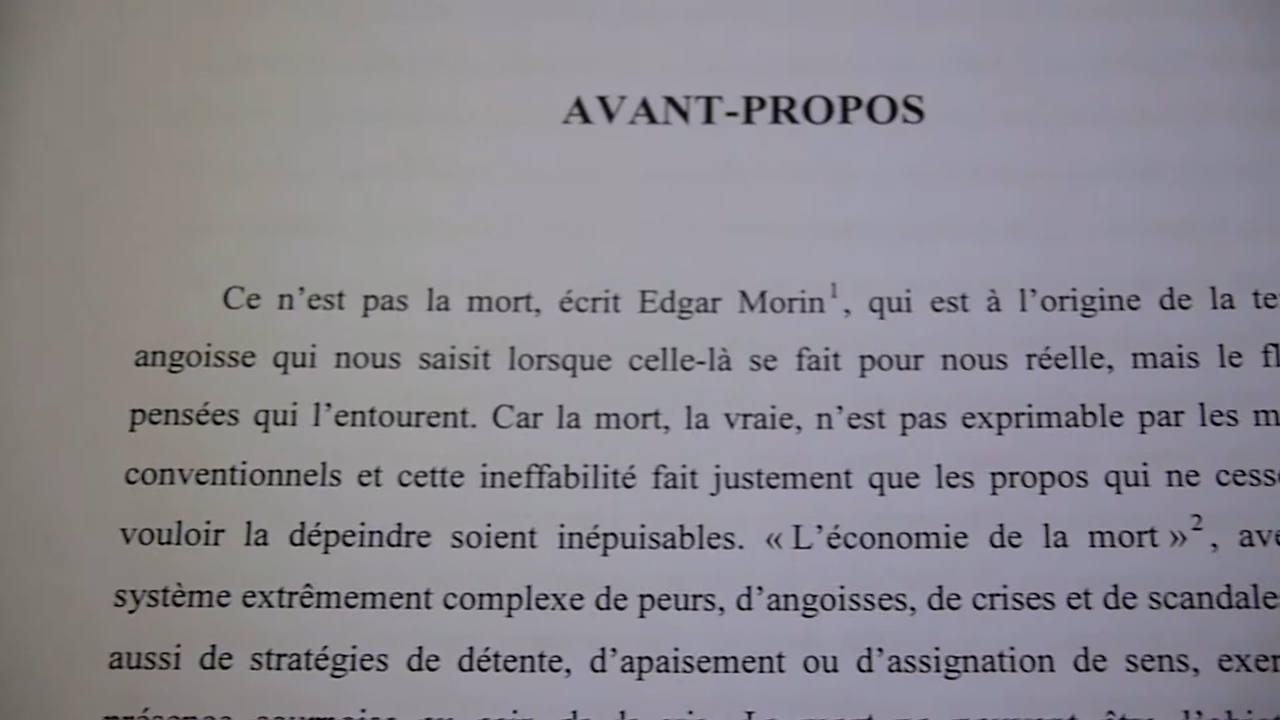 AVANT-PROPOS
Ce n’est pas la mort, écrit Edgar Morin¹, qui est à l’origine de la
angoisse qui nous saisit lorsque celle-là se fait pour nous réelle, mais le
pensées qui l’entourent. Car la mort, la vraie, n’est pas exprimable par les
conventionnels et cette ineffabilité fait justement que les propos qui ne
vouloir la dépeindre soient inépuisables. « L’économie de la mort »²,
système extrêmement complexe de peurs, d’angoisses, de crises et de
aussi de stratégies de détente, d’apaisement ou d’assignation de sens,